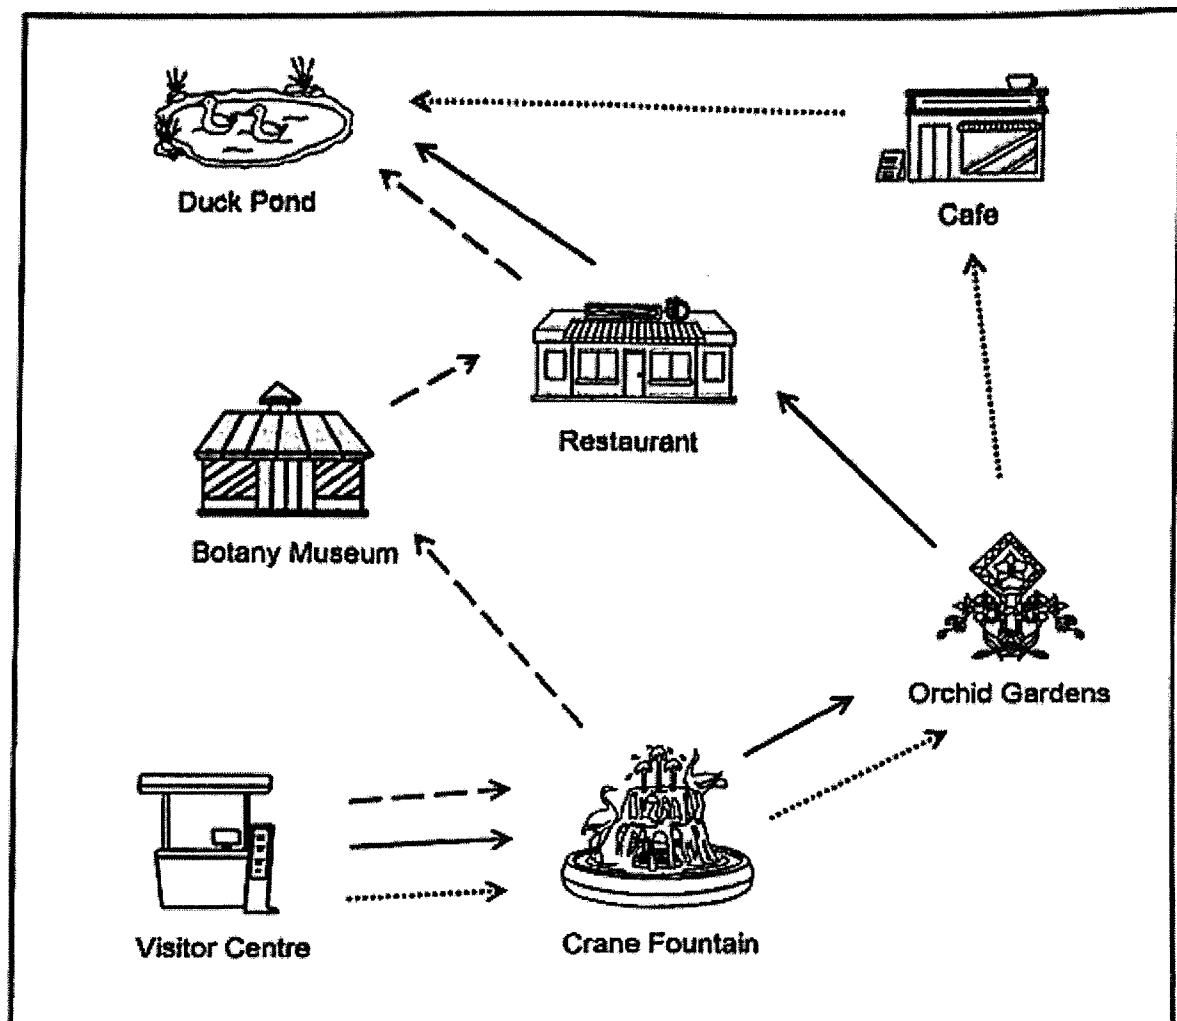 Duck Pond
Cafe
Restaurant
Botany Museum
Orchid Gardens
Visitor Centre
Crane Fountain